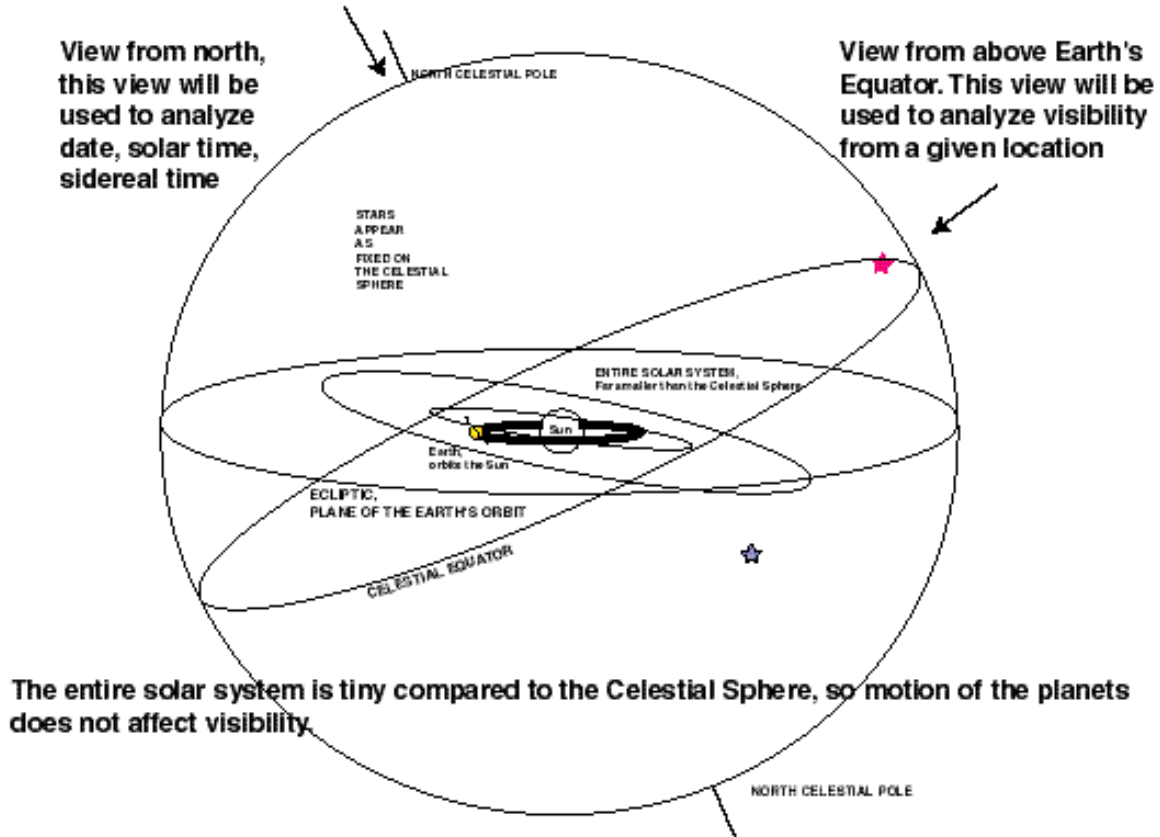 View from north,
this view will be
used to analyze
date, solar time,
sidereal time
NORTH CELESTIAL POLE
View from above Earth's
Equator. This view will be
used to analyze visibility
from a given location
STARS
APPEAR
AS
FIXED ON
THE CELESTIAL
SPHERE
ENTIRE SOLAR SYSTEM,
Far smaller than the Celestial Sphere
Sun
Earth,
orbits the Sun
ECLIPTIC,
PLANE OF THE EARTH'S ORBIT
CELESTIAL EQUATOR
The entire solar system is tiny compared to the Celestial Sphere, so motion of the planets
does not affect visibility.
NORTH CELESTIAL POLE